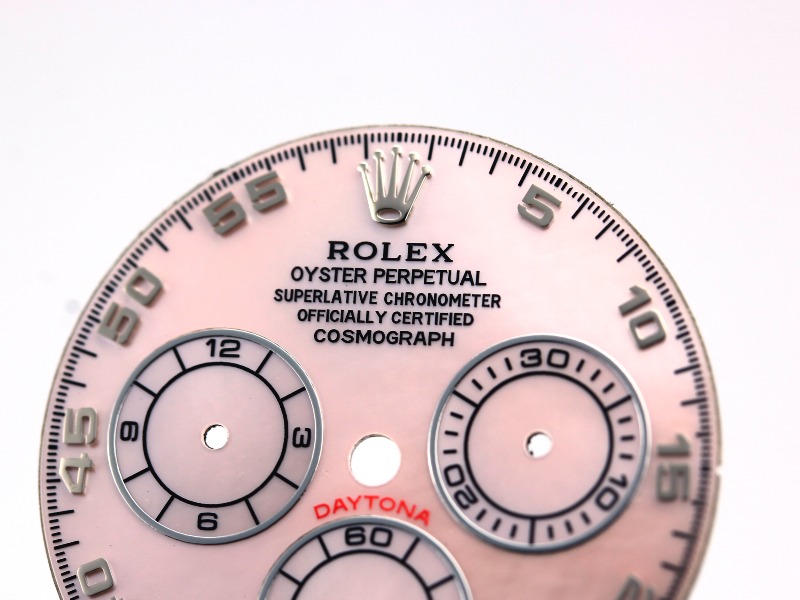 ROLEX
OYSTER PERPETUAL
SUPERLATIVE CHRONOMETER
OFFICIALLY CERTIFIED
COSMOGRAPH
DAYTONA
55
5
50
10
45
15
12
3
6
9
30
10
20
60